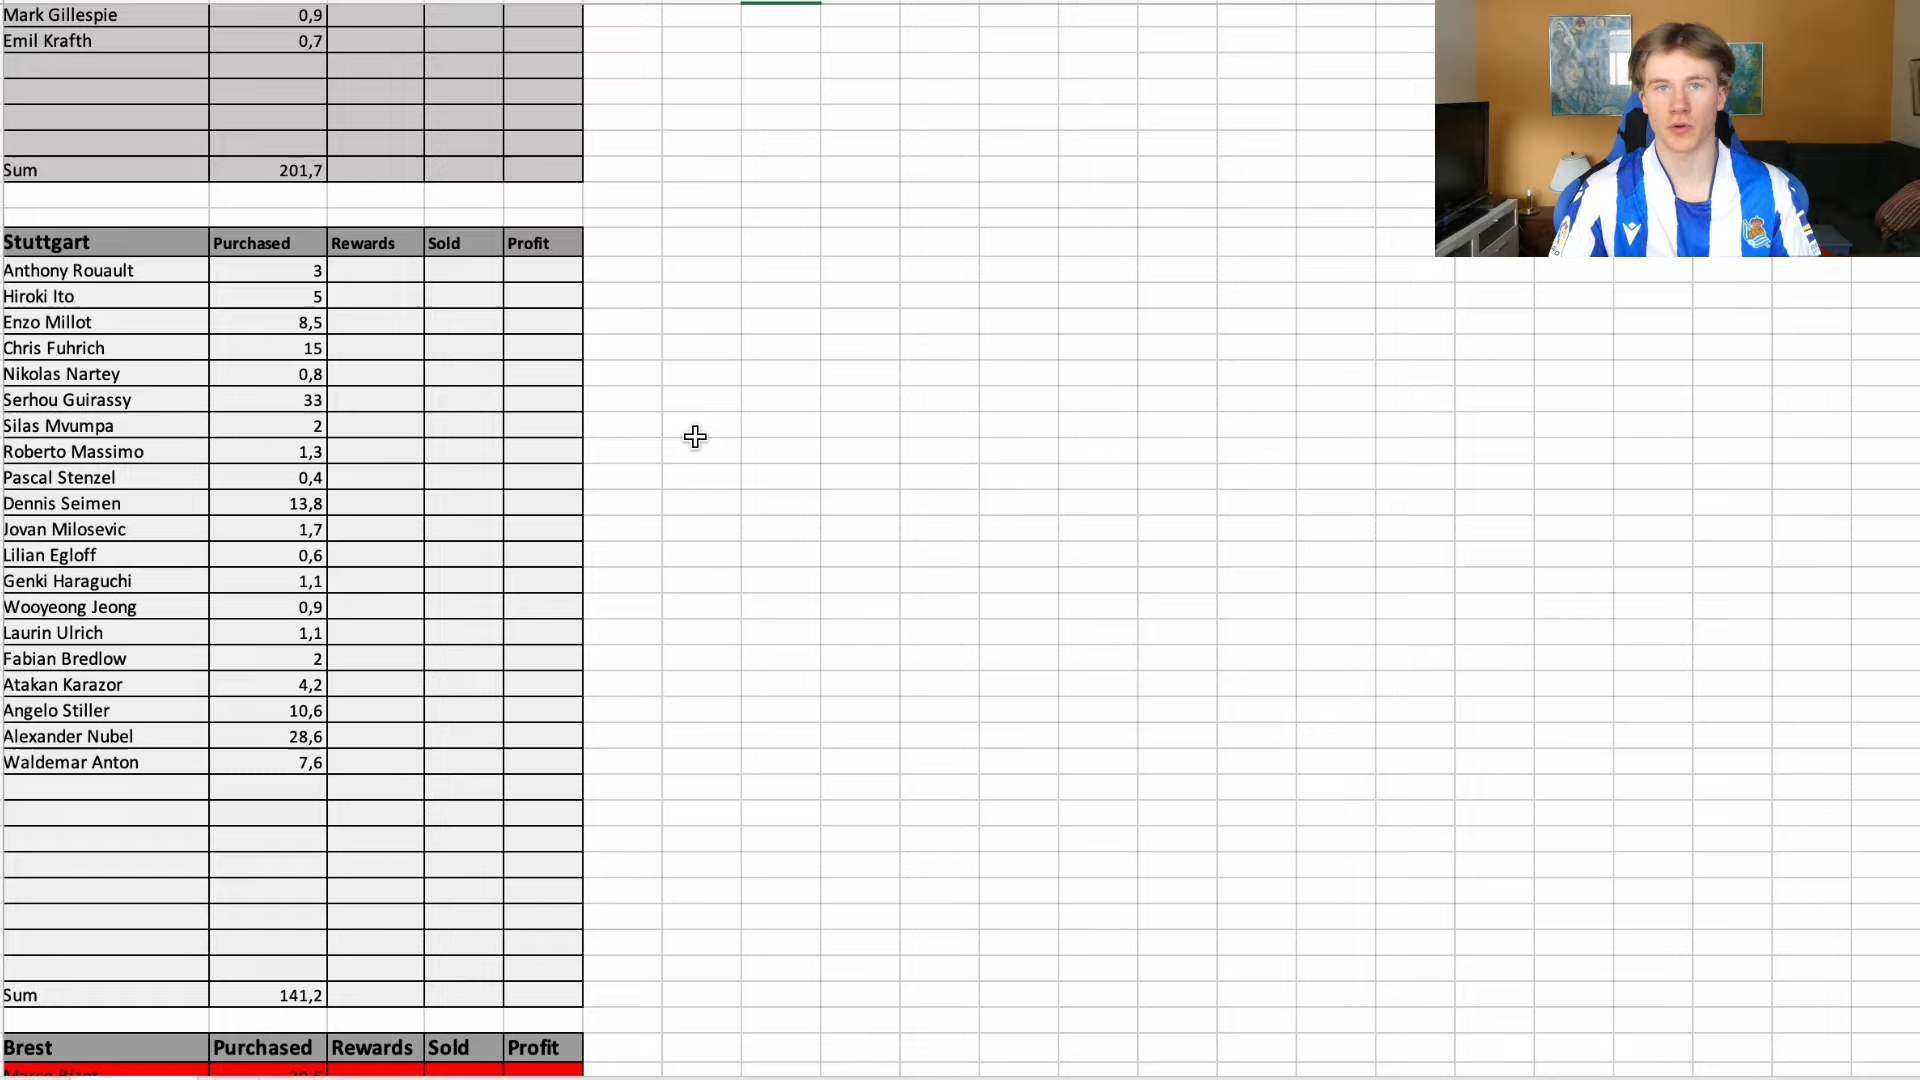 Mark Gillespie 0,9
Emil Krafth 0,7
Sum 201,7
Stuttgart Purchased Rewards Sold Profit
Anthony Rouault 3
Hiroki Ito 5
Enzo Millot 8,5
Chris Fuhrich 15
Nikolas Nartey 0,8
Serhou Guirassy 33
Silas Mvumpa 2
Roberto Massimo 1,3
Pascal Stenzel 0,4
Dennis Seimen 13,8
Jovan Milosevic 1,7
Lilian Egloff 0,6
Genki Haraguchi 1,1
Wooyeong Jeong 0,9
Laurin Ulrich 1,1
Fabian Bredlow 2
Atakan Karazor 4,2
Angelo Stiller 10,6
Alexander Nubel 28,6
Waldemar Anton 7,6
Sum 141,2
Brest Purchased Rewards Sold Profit